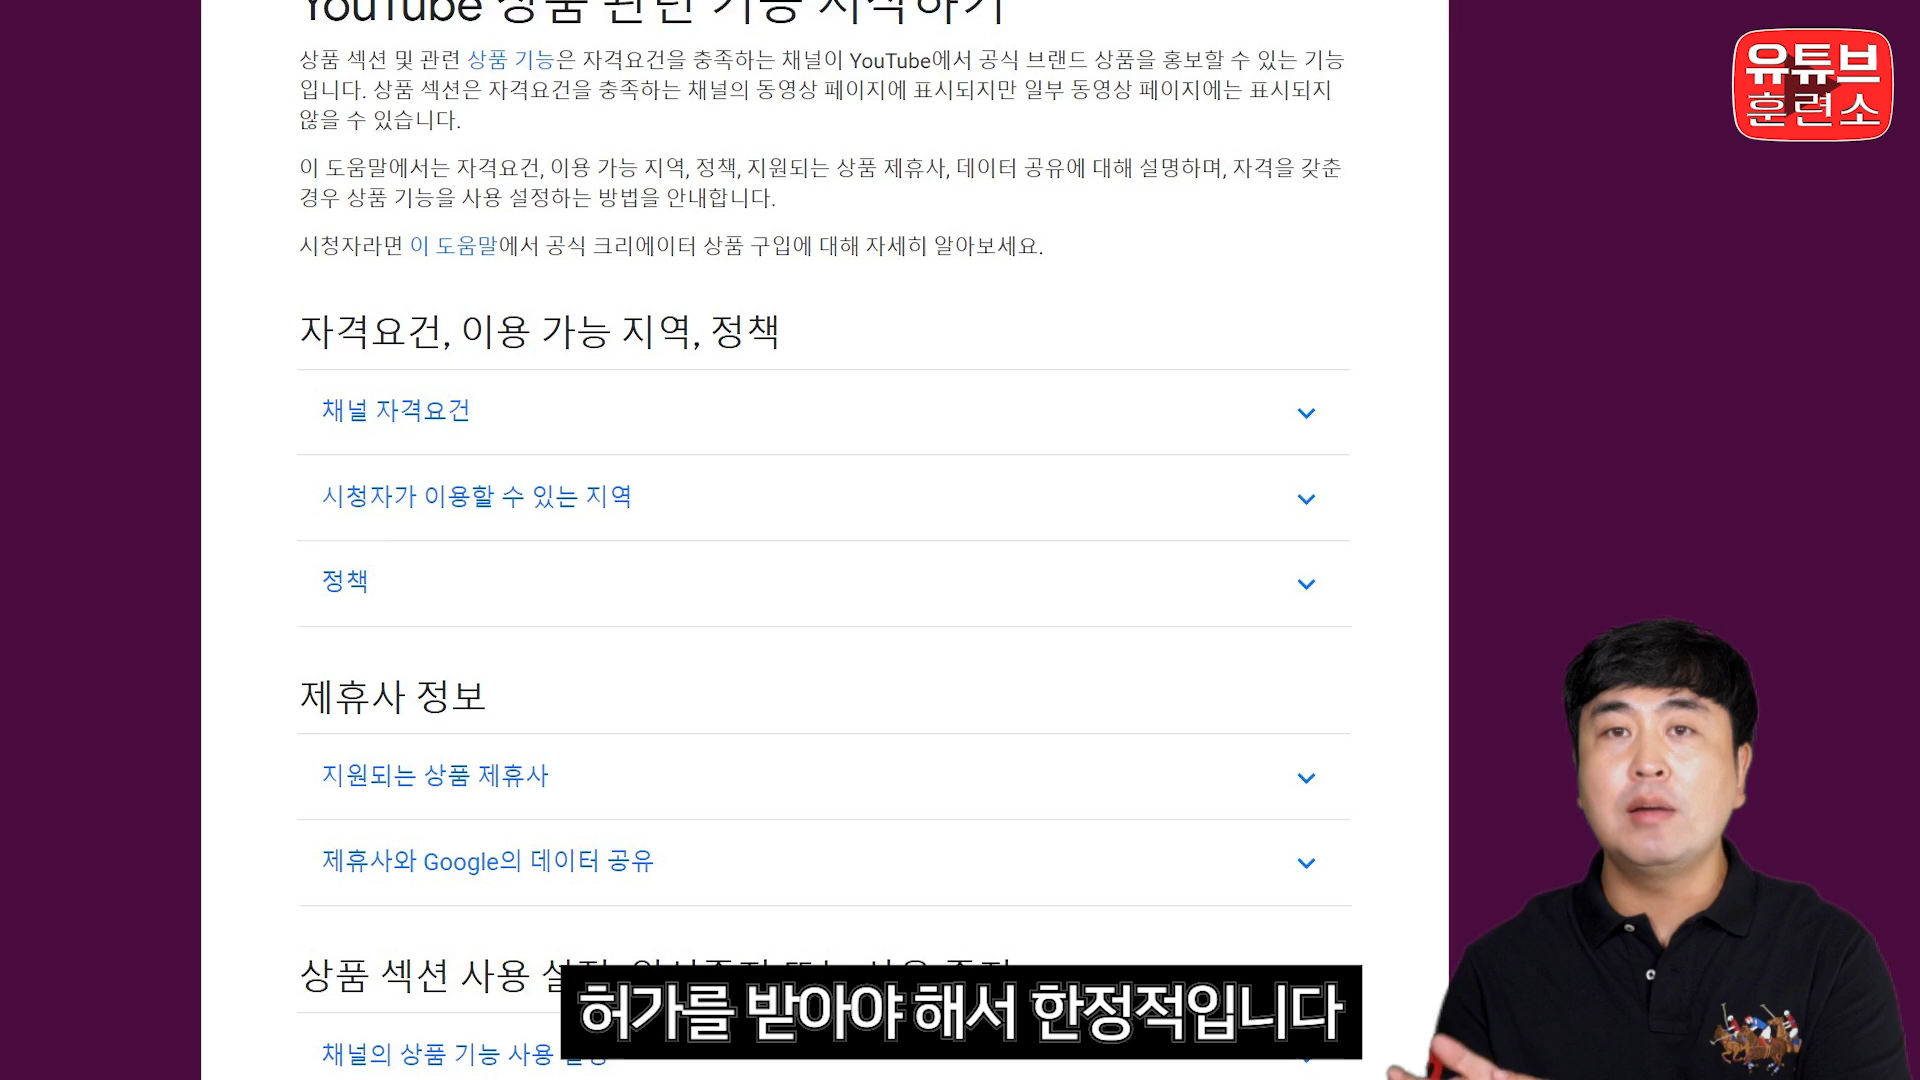 YouTube 상품 관련 기능 시작하기
유튜브
훈련소
상품 섹션 및 관련 상품 기능은 자격요건을 충족하는 채널이 YouTube에서 공식 브랜드 상품을 홍보할 수 있는 기능
입니다. 상품 섹션은 자격요건을 충족하는 채널의 동영상 페이지에 표시되지만 일부 동영상 페이지에는 표시되지
않을 수 있습니다.
이 도움말에서는 자격요건, 이용 가능 지역, 정책, 지원되는 상품 제휴사, 데이터 공유에 대해 설명하며, 자격을 갖춘
경우 상품 기능을 사용 설정하는 방법을 안내합니다.
시청자라면 이 도움말에서 공식 크리에이터 상품 구입에 대해 자세히 알아보세요.
자격요건, 이용 가능 지역, 정책
채널 자격요건
시청자가 이용할 수 있는 지역
정책
제휴사 정보
지원되는 상품 제휴사
제휴사와 Google의 데이터 공유
상품 섹션 사용
허가를 받아야 해서 한정적입니다
채널의 상품 기능 사용